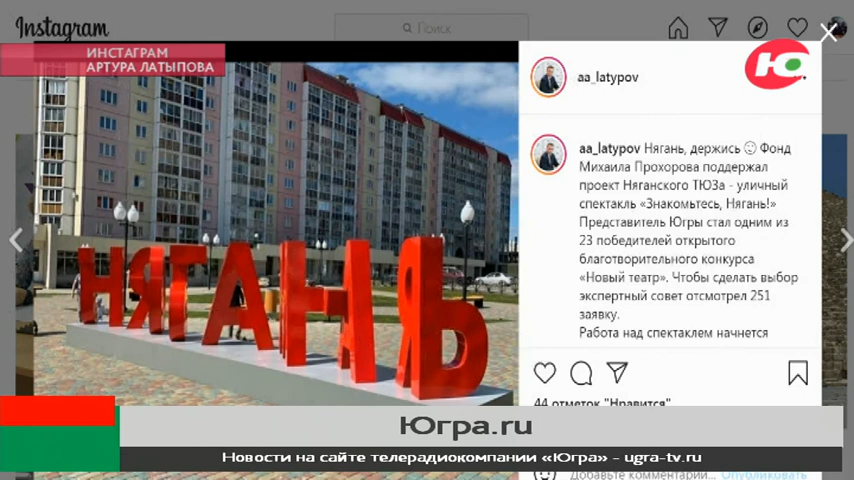 Instagram
Поиск
ИНСТАГРАМ
АРТУРА ЛАТЫПОВА
Ю
aa_latypov
НЯГАНЬ
aa_latypov Нягань, держись 😉 Фонд
Михаила Прохорова поддержал
проект Няганского ТЮЗа - уличный
спектакль «Знакомьтесь, Нягань!»
Представитель Югры стал одним из
23 победителей открытого
благотворительного конкурса
«Новый театр». Чтобы сделать выбор
экспертный совет отсмотрел 251
заявку.
Работа над спектаклем начнется
44 отметок "Нравится"
Югра.ru
Новости на сайте телерадиокомпании «Югра» - ugra-tv.ru
Добавьте комментарий... Опубликовать